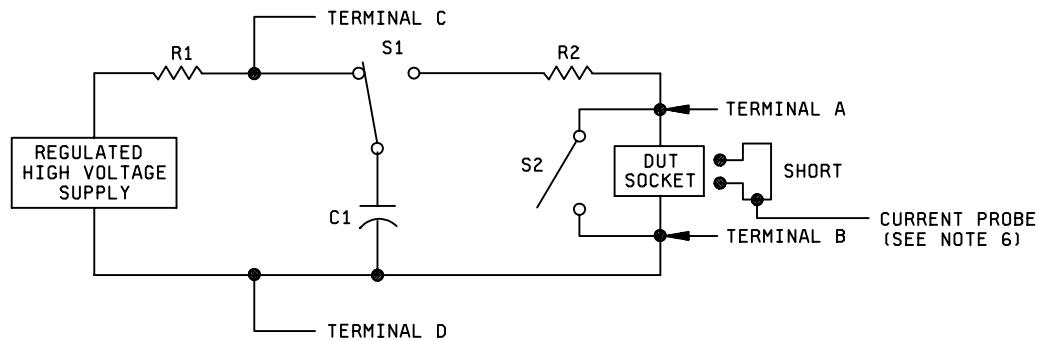 TERMINAL C
S1
R1
R2
TERMINAL A
REGULATED
HIGH VOLTAGE
SUPPLY
S2
DUT
SOCKET
SHORT
C1
CURRENT PROBE
(SEE NOTE 6)
TERMINAL B
TERMINAL D